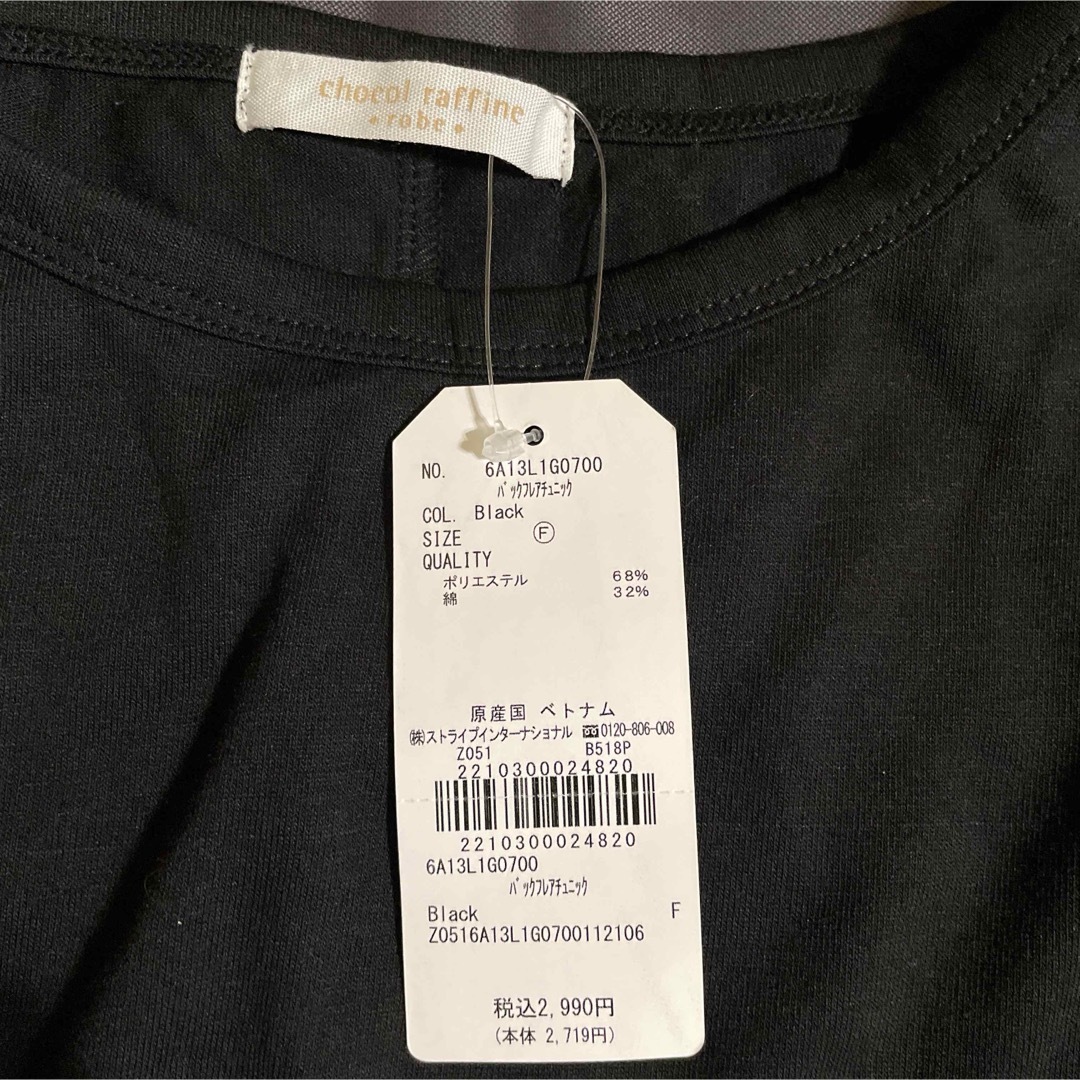 chocol raffine
• robe •
NO. 6A13L1G0700
ﾊﾞｯｸﾌﾚｱﾁｭﾆｯｸ
COL. Black
SIZE Ⓕ
QUALITY
ポリエステル 68%
綿 32%
原産国 ベトナム
㈱ストライプインターナショナル 0120-806-008
Z051 B518P
2210300024820
2210300024820
6A13L1G0700
ﾊﾞｯｸﾌﾚｱﾁｭﾆｯｸ
Black F
Z0516A13L1G0700112106
税込2,990円
(本体 2,719円)